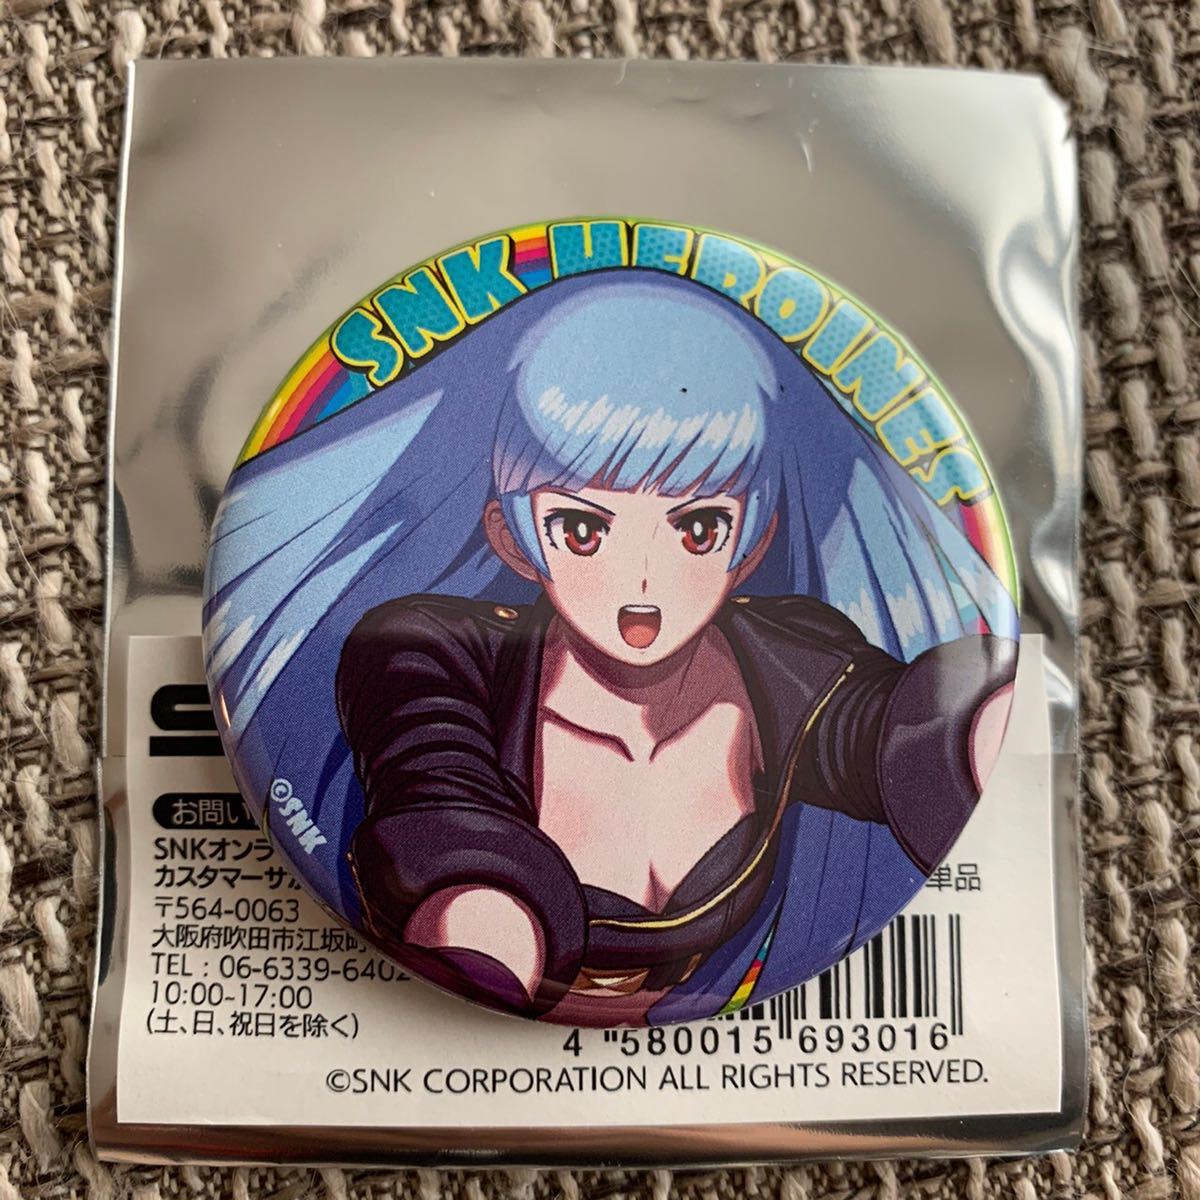 SNK HEROINES
©SNK
お問い
SNKオンラ
カスタマーサポ
単品
〒564-0063
大阪府吹田市江坂町
TEL : 06-6339-6402
10:00~17:00
(土、日、祝日を除く)
4 580015 693016
©SNK CORPORATION ALL RIGHTS RESERVED.